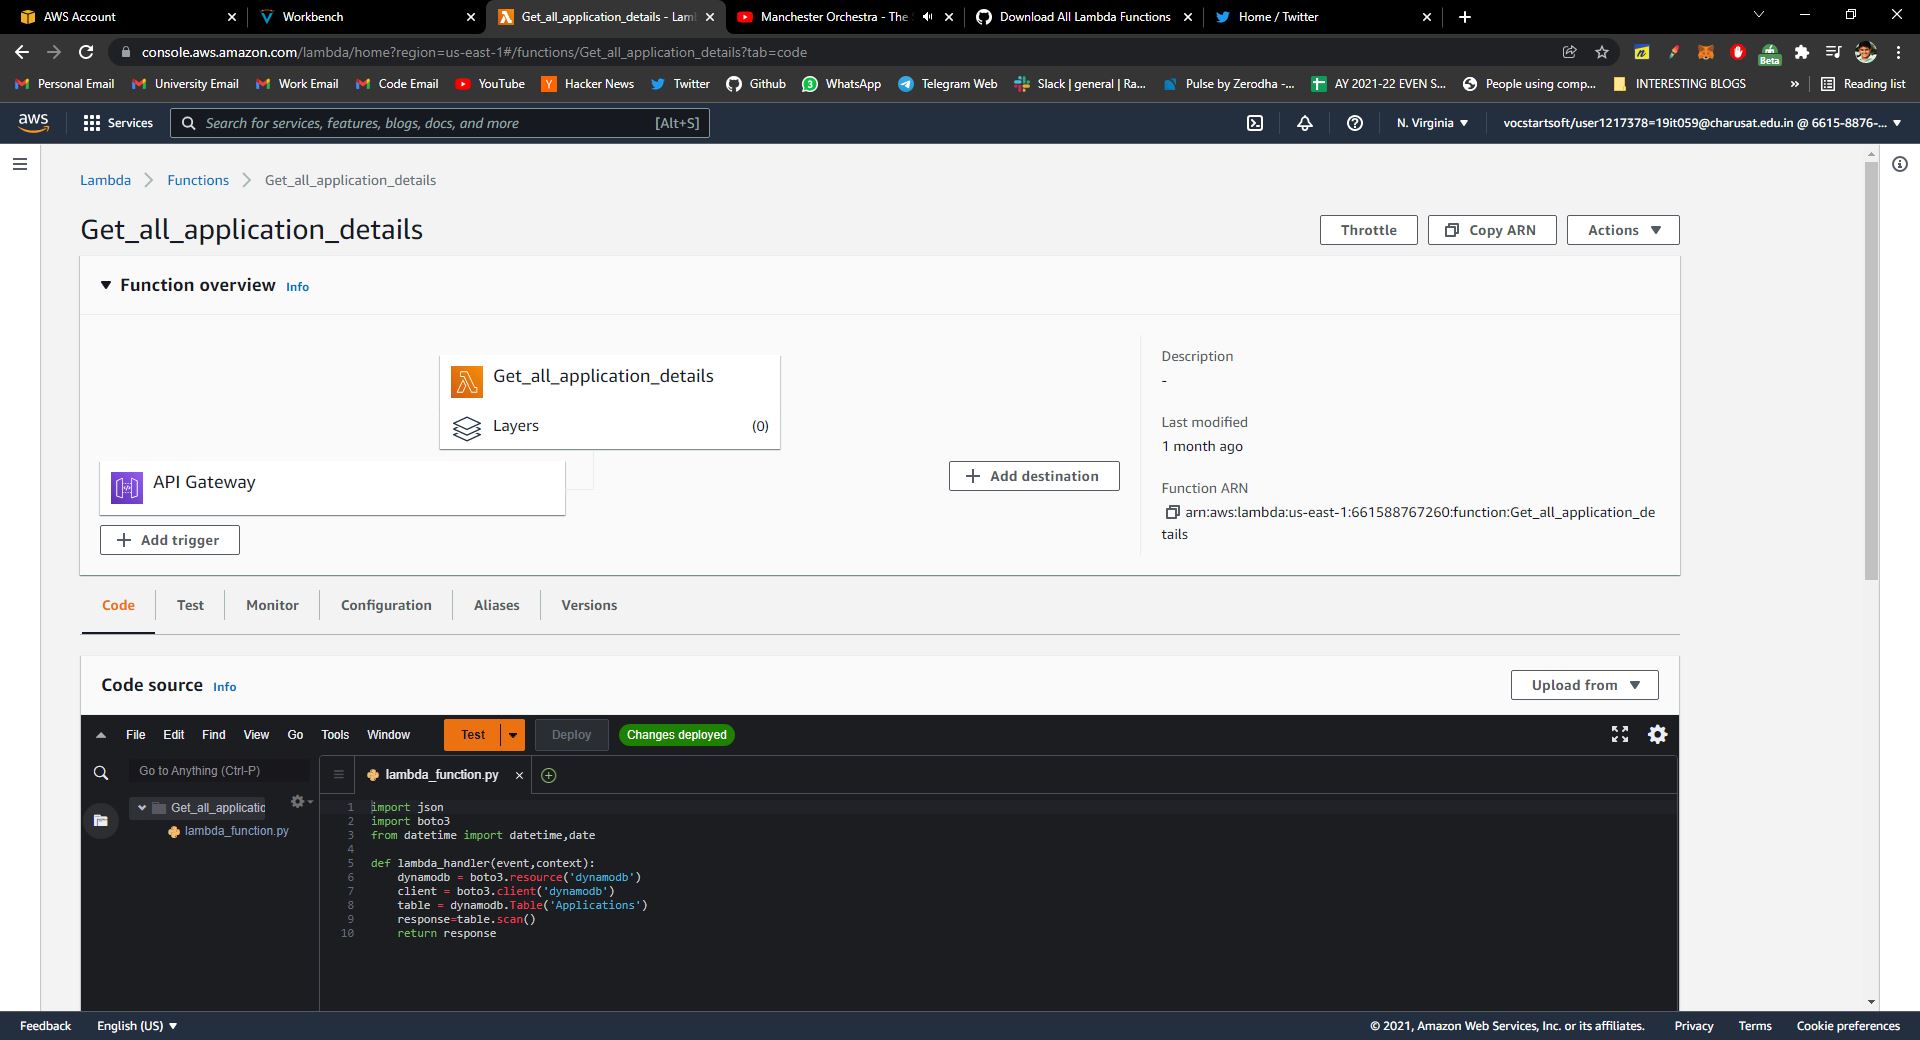 AWS Account
Workbench
Get_all_application_details - Lam
Manchester Orchestra - The
Download All Lambda Functions
Home / Twitter
console.aws.amazon.com/lambda/home?region=us-east-1#/functions/Get_all_application_details?tab=code
Beta
Personal Email
University Email
Work Email
Code Email
YouTube
Hacker News
Twitter
Github
WhatsApp
Telegram Web
Slack | general | Ra...
Pulse by Zerodha -...
AY 2021-22 EVEN S...
People using comp...
INTERESTING BLOGS
»
Reading list
aws
Services
Search for services, features, blogs, docs, and more
[Alt+S]
N. Virginia
vocstartsoft/user1217378=19it059@charusat.edu.in @ 6615-8876-...
Lambda
Functions
Get_all_application_details
Get_all_application_details
Throttle
Copy ARN
Actions
Function overview
Info
Get_all_application_details
Layers
(0)
API Gateway
Add trigger
Add destination
Description
-
Last modified
1 month ago
Function ARN
arn:aws:lambda:us-east-1:661588767260:function:Get_all_application_de
tails
Code
Test
Monitor
Configuration
Aliases
Versions
Code source
Info
Upload from
File
Edit
Find
View
Go
Tools
Window
Test
Deploy
Changes deployed
Go to Anything (Ctrl-P)
Get_all_applicatio
lambda_function.py
lambda_function.py
1 import json
2 import boto3
3 from datetime import datetime,date
4
5 def lambda_handler(event,context):
6 dynamodb = boto3.resource('dynamodb')
7 client = boto3.client('dynamodb')
8 table = dynamodb.Table('Applications')
9 response=table.scan()
10 return response
Feedback
English (US)
© 2021, Amazon Web Services, Inc. or its affiliates.
Privacy
Terms
Cookie preferences